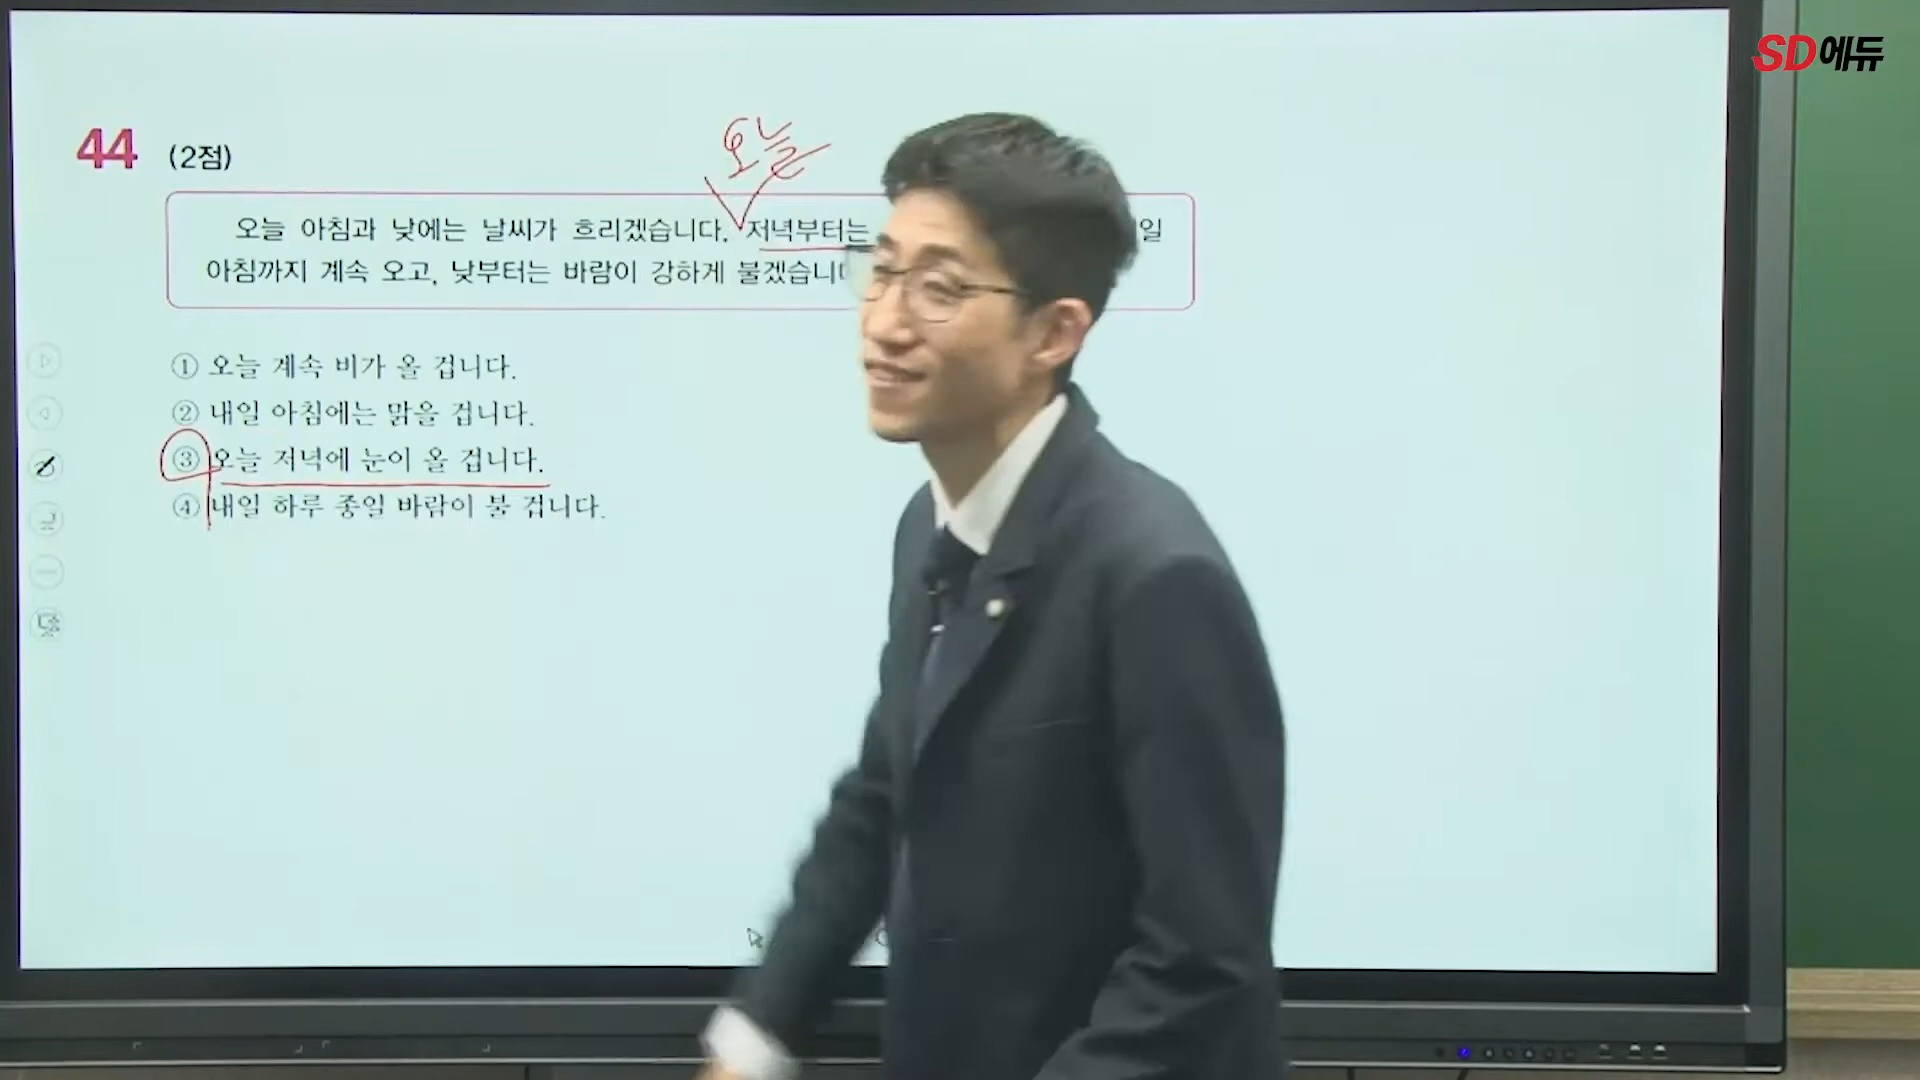 SD에듀
44 (2점)
오늘
오늘 아침과 낮에는 날씨가 흐리겠습니다. 저녁부터는 일
아침까지 계속 오고, 낮부터는 바람이 강하게 불겠습니
① 오늘 계속 비가 올 겁니다.
② 내일 아침에는 맑을 겁니다.
③ 오늘 저녁에 눈이 올 겁니다.
④ 내일 하루 종일 바람이 불 겁니다.